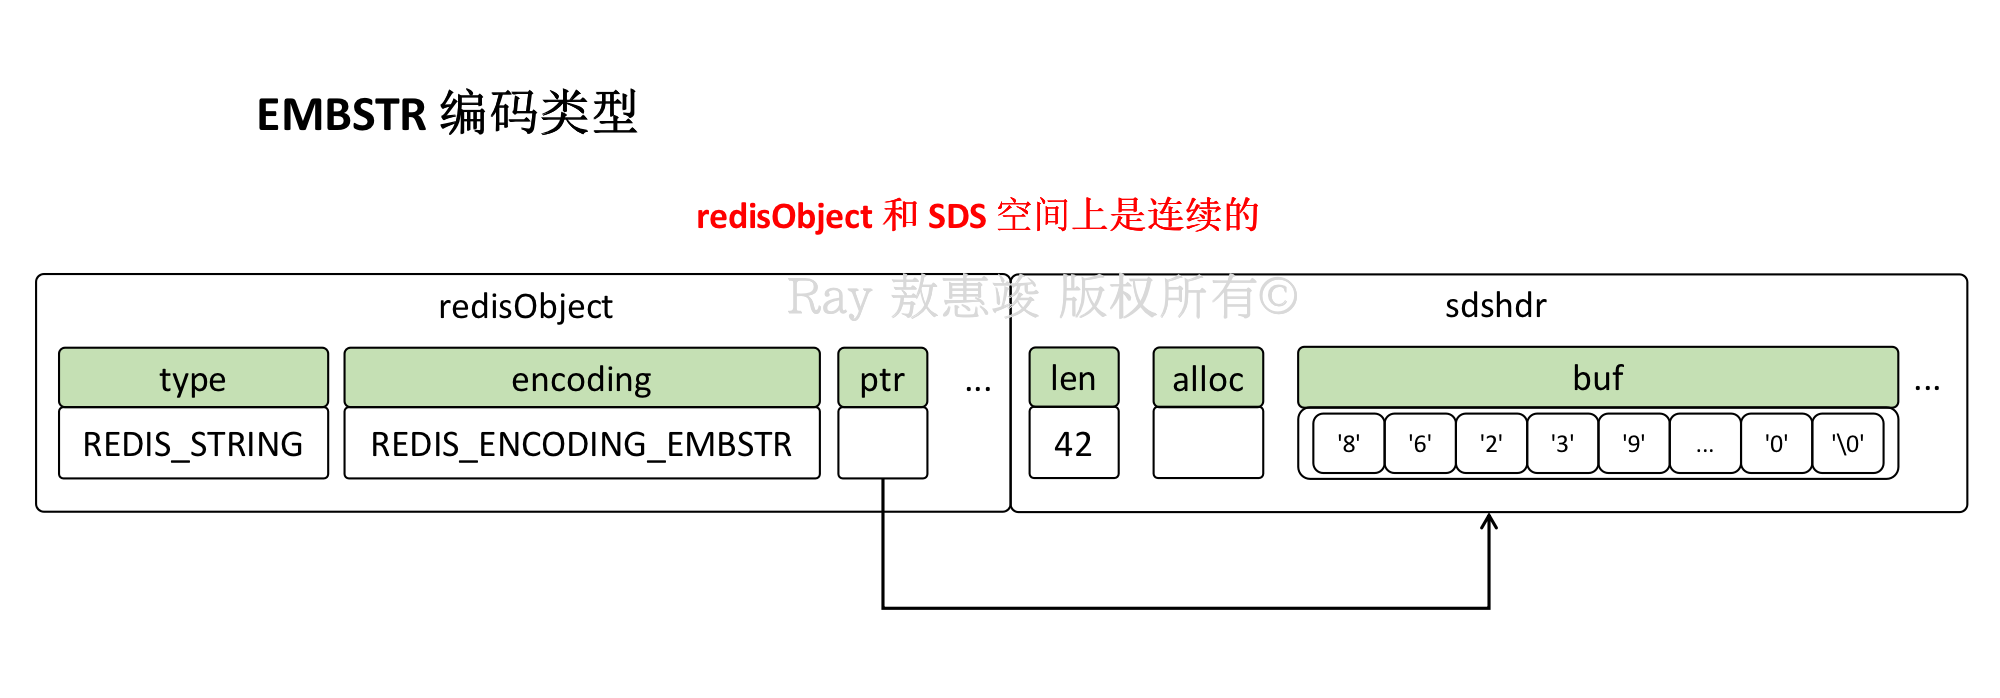 EMBSTR 编码类型
redisObject 和 SDS 空间上是连续的
Ray 敖惠竣 版权所有©
redisObject
sdshdr
type encoding ptr ... len alloc buf ...
REDIS_STRING REDIS_ENCODING_EMBSTR 42 '8' '6' '2' '3' '9' ... '0' '\0'